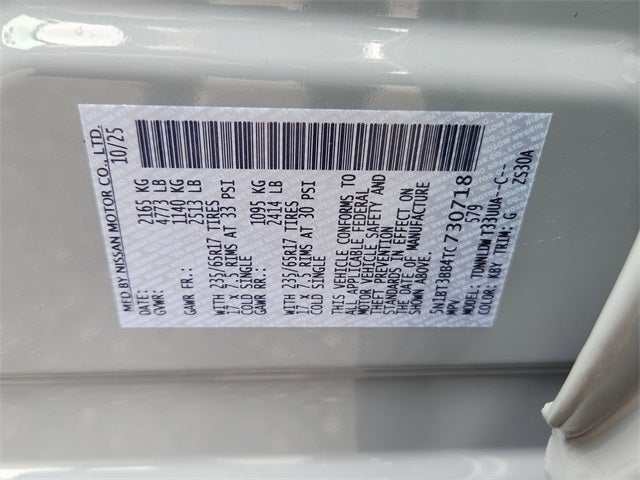 MFD BY NISSAN MOTOR CO., LTD.
DATE: 10/25
GVWR: 2165 KG
4773 LB
GAWR FR.: 1140 KG
2513 LB
WITH 235/65R17 TIRES
17 x 7.5 RIMS AT 33 PSI
COLD SINGLE
GAWR RR.: 1095 KG
2414 LB
WITH 235/65R17 TIRES
17 x 7.5 RIMS AT 30 PSI
COLD SINGLE
THIS VEHICLE CONFORMS TO
ALL APPLICABLE FEDERAL
MOTOR VEHICLE SAFETY AND
THEFT PREVENTION
STANDARDS IN EFFECT ON
THE DATE OF MANUFACTURE
SHOWN ABOVE.
5N1BT3BB4TC730718
MPV 579
MODEL: TDNNLDW T33UUA-C--
COLOR: KBY TRIM: G ZS30A